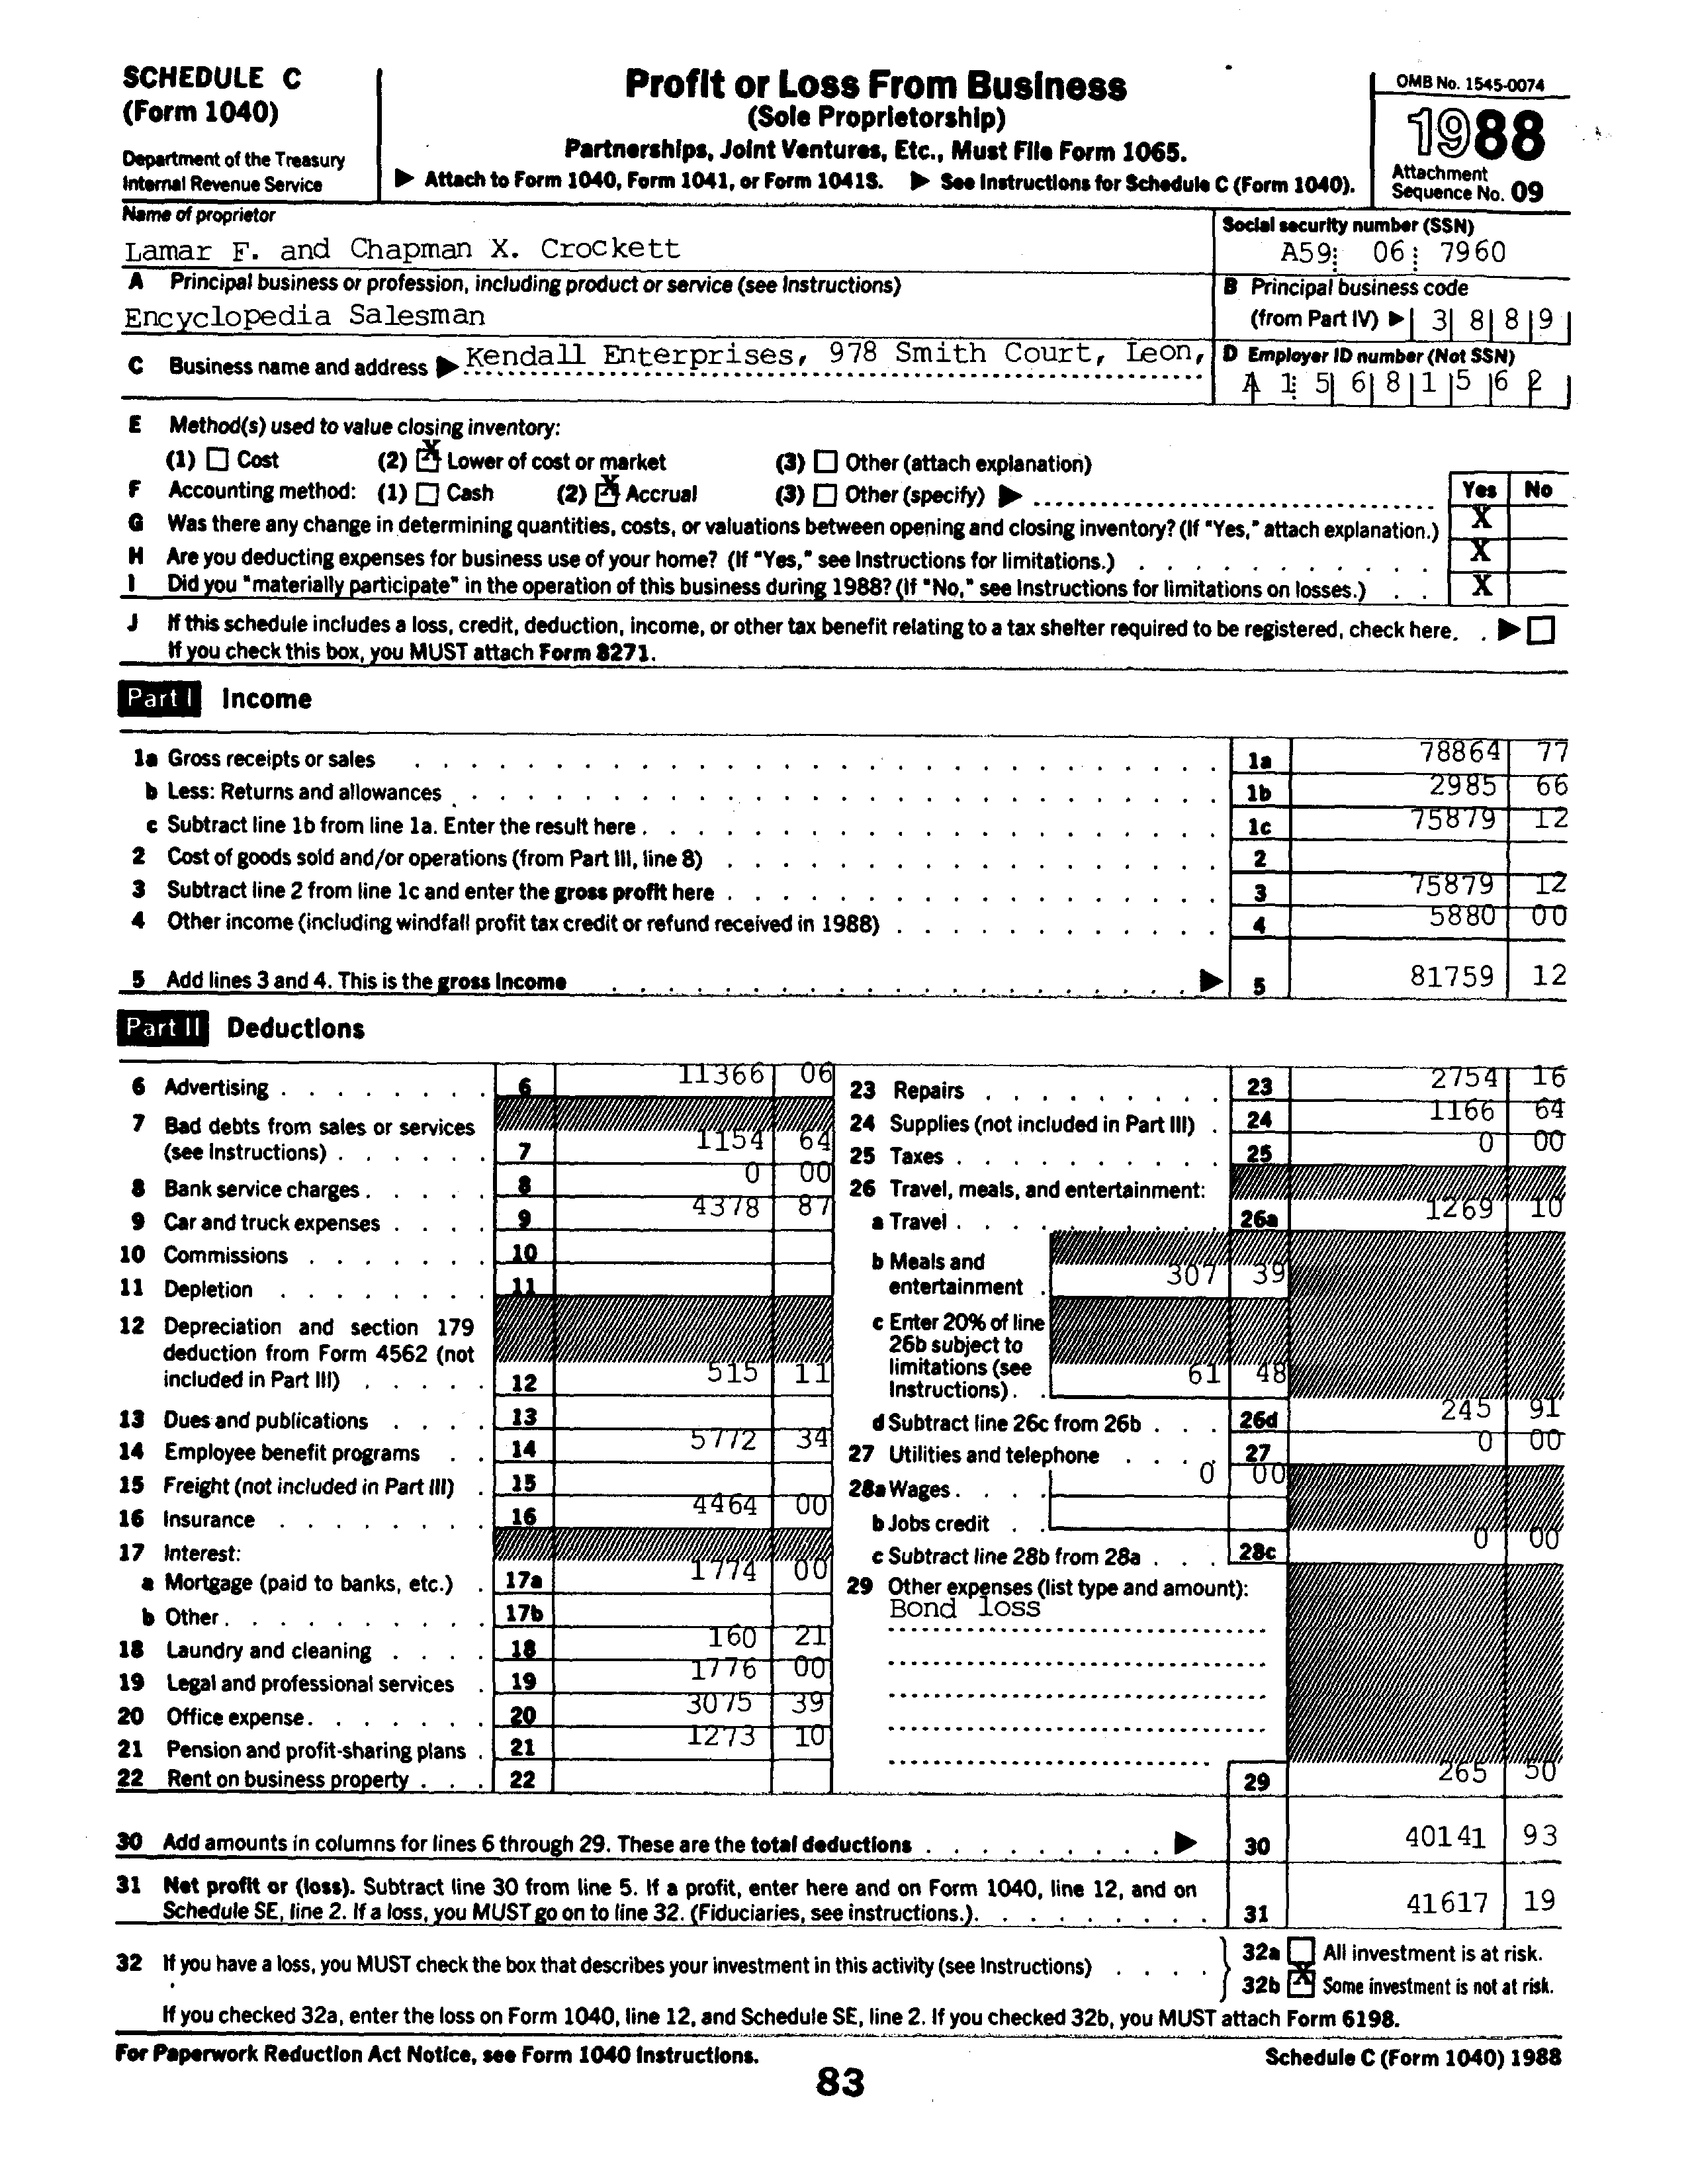 SCHEDULE C
(Form 1040)
Department of the Treasury
Internal Revenue Service
Profit or Loss From Business
(Sole Proprietorship)
Partnerships, Joint Ventures, Etc., Must File Form 1065.
▶ Attach to Form 1040, Form 1041, or Form 1041S. ▶ See Instructions for Schedule C (Form 1040).
OMB No. 1545-0074
1988
Attachment
Sequence No. 09
Name of proprietor
Lamar F. and Chapman X. Crockett
Social security number (SSN)
A59 06 7960
A Principal business or profession, including product or service (see Instructions)
Encyclopedia Salesman
B Principal business code
(from Part IV) ▶ 3 8 8 9
C Business name and address ▶ Kendall Enterprises, 978 Smith Court, Leon,
D Employer ID number (Not SSN)
A 1 5 6 8 1 5 6 2
E Method(s) used to value closing inventory:
(1) ☐ Cost (2) ☒ Lower of cost or market (3) ☐ Other (attach explanation)
F Accounting method: (1) ☐ Cash (2) ☒ Accrual (3) ☐ Other (specify) ▶
Yes No
G Was there any change in determining quantities, costs, or valuations between opening and closing inventory? (If "Yes," attach explanation.) X
H Are you deducting expenses for business use of your home? (If "Yes," see Instructions for limitations.) X
I Did you "materially participate" in the operation of this business during 1988? (If "No," see Instructions for limitations on losses.) X
J If this schedule includes a loss, credit, deduction, income, or other tax benefit relating to a tax shelter required to be registered, check here. ▶ ☐
If you check this box, you MUST attach Form 8271.
Part I Income
1a Gross receipts or sales 1a 78864 77
b Less: Returns and allowances 1b 2985 66
c Subtract line 1b from line 1a. Enter the result here 1c 75879 12
2 Cost of goods sold and/or operations (from Part III, line 8) 2
3 Subtract line 2 from line 1c and enter the gross profit here 3 75879 12
4 Other income (including windfall profit tax credit or refund received in 1988) 4 5880 00
5 Add lines 3 and 4. This is the gross income ▶ 5 81759 12
Part II Deductions
6 Advertising 6 11366 06
7 Bad debts from sales or services
(see Instructions) 7 1154 64
8 Bank service charges 8 0 00
9 Car and truck expenses 9 4378 87
10 Commissions 10
11 Depletion 11
12 Depreciation and section 179
deduction from Form 4562 (not
included in Part III) 12 515 11
13 Dues and publications 13
14 Employee benefit programs 14 5772 34
15 Freight (not included in Part III) 15
16 Insurance 16 4464 00
17 Interest:
a Mortgage (paid to banks, etc.) 17a 1774 00
b Other 17b
18 Laundry and cleaning 18 160 21
19 Legal and professional services 19 1776 00
20 Office expense 20 3075 39
21 Pension and profit-sharing plans 21 1273 10
22 Rent on business property 22
23 Repairs 23 2754 16
24 Supplies (not included in Part III) 24 1166 64
25 Taxes 25 0 00
26 Travel, meals, and entertainment:
a Travel 26a 1269 10
b Meals and
entertainment 307 39
c Enter 20% of line
26b subject to
limitations (see
Instructions) 61 48
d Subtract line 26c from 26b 26d 245 91
27 Utilities and telephone 27 0 00
28a Wages 0 00
b Jobs credit
c Subtract line 28b from 28a 28c 0 00
29 Other expenses (list type and amount):
Bond loss
29 265 50
30 Add amounts in columns for lines 6 through 29. These are the total deductions ▶ 30 40141 93
31 Net profit or (loss). Subtract line 30 from line 5. If a profit, enter here and on Form 1040, line 12, and on
Schedule SE, line 2. If a loss, you MUST go on to line 32. (Fiduciaries, see instructions.) 31 41617 19
32 If you have a loss, you MUST check the box that describes your investment in this activity (see Instructions)
32a ☐ All investment is at risk.
32b ☒ Some investment is not at risk.
If you checked 32a, enter the loss on Form 1040, line 12, and Schedule SE, line 2. If you checked 32b, you MUST attach Form 6198.
For Paperwork Reduction Act Notice, see Form 1040 Instructions.
Schedule C (Form 1040) 1988
83